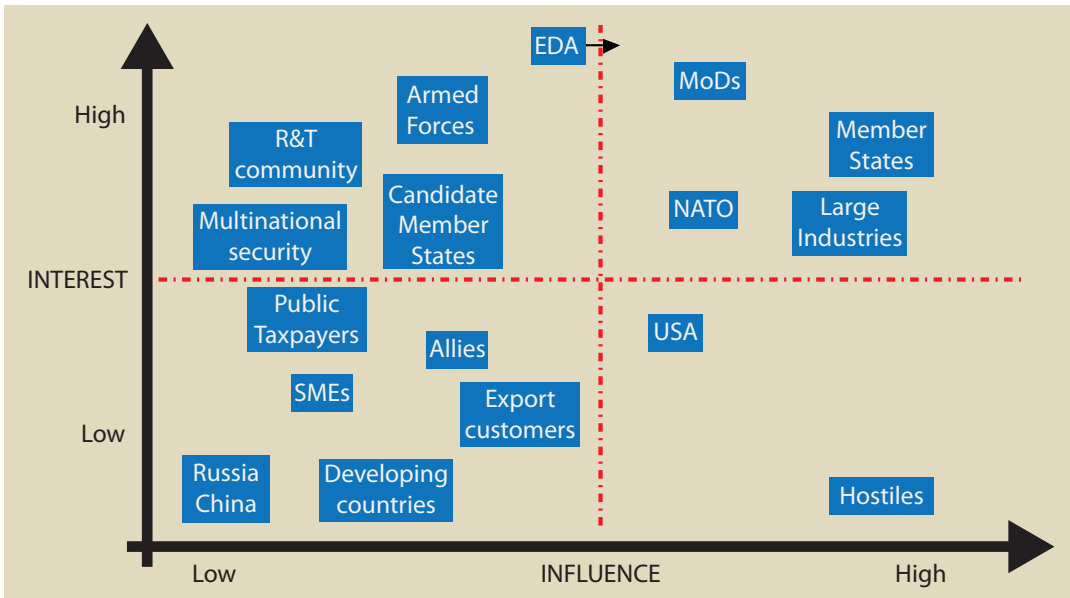 EDA
MoDs
High
Armed
Forces
Member
States
R&T
community
Candidate
Member
States
NATO
Large
Industries
Multinational
security
INTEREST
Public
Taxpayers
USA
Allies
SMEs
Export
customers
Low
Russia
China
Developing
countries
Hostiles
Low
INFLUENCE
High